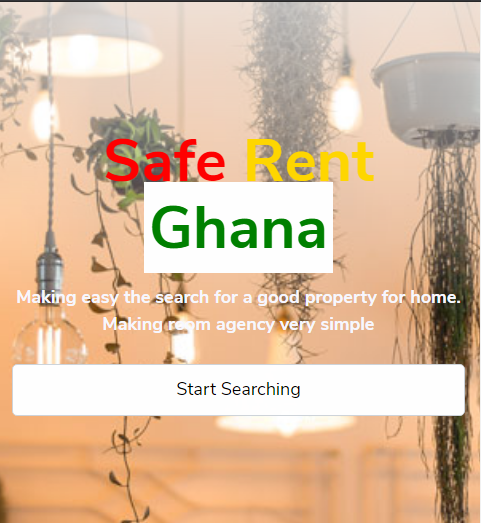 Safe Rent
Ghana
Making easy the search for a good property for home.
Making room agency very simple
Start Searching